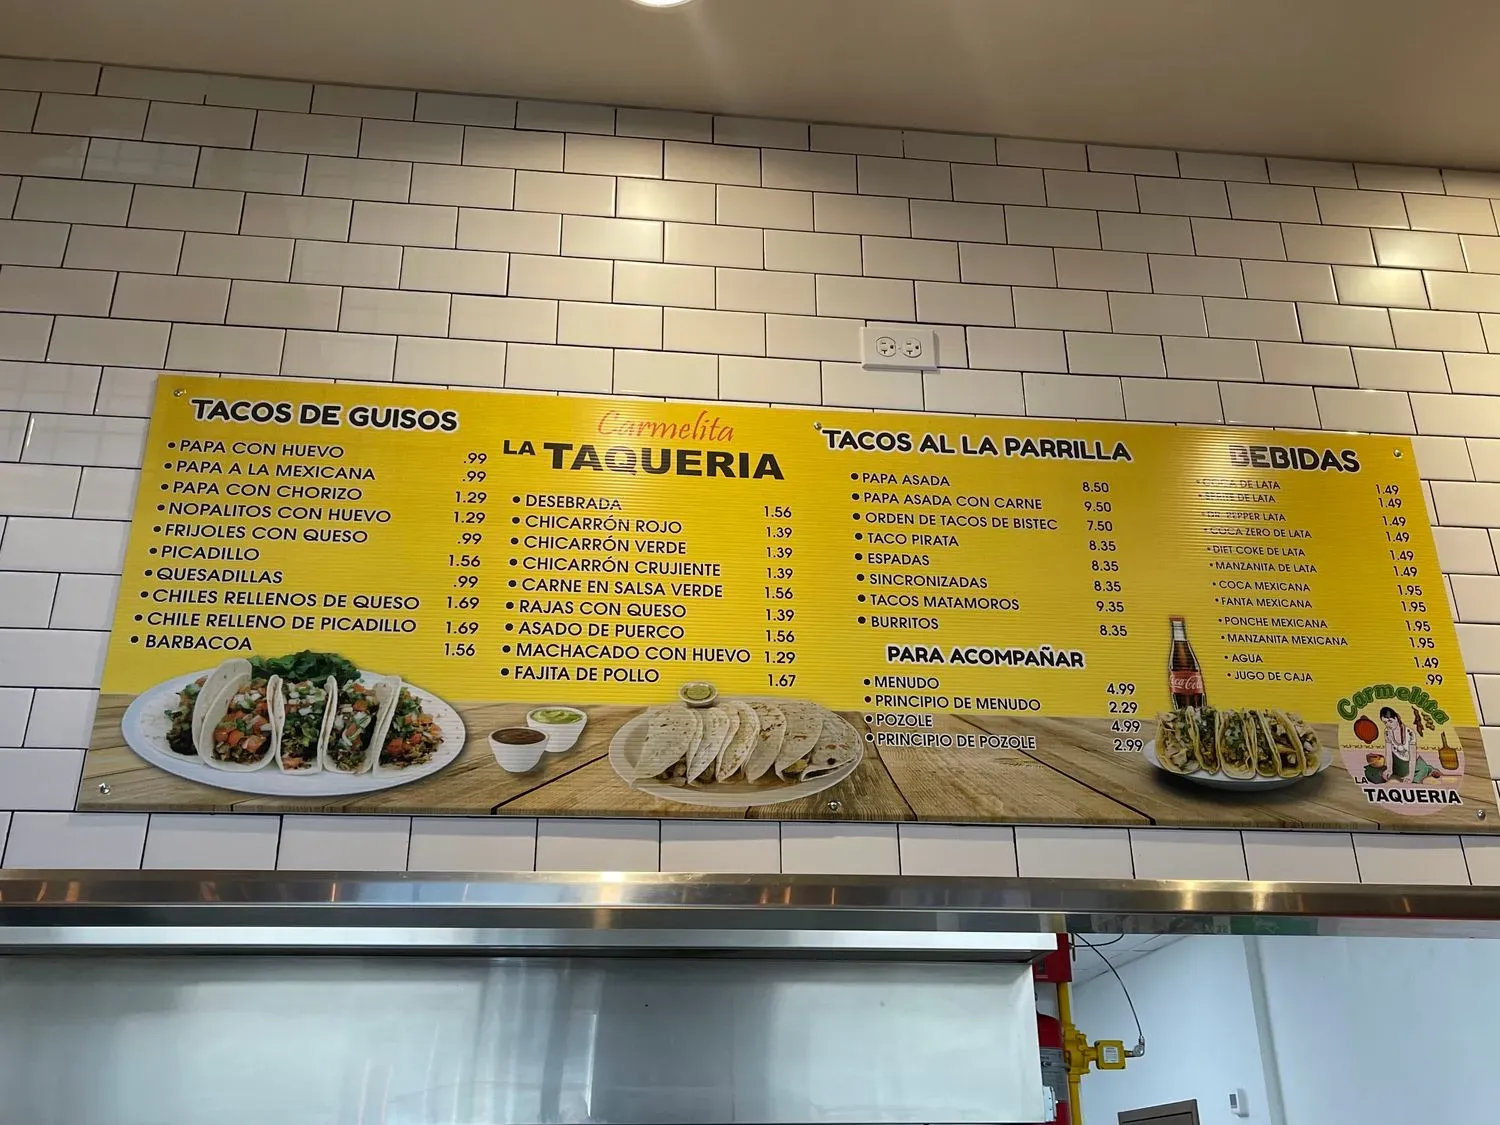 TACOS DE GUISOS
• PAPA CON HUEVO .99
• PAPA A LA MEXICANA .99
• PAPA CON CHORIZO 1.29
• NOPALITOS CON HUEVO 1.29
• FRIJOLES CON QUESO .99
• PICADILLO 1.56
• QUESADILLAS .99
• CHILES RELLENOS DE QUESO 1.69
• CHILE RELLENO DE PICADILLO 1.69
• BARBACOA 1.56
Carmelita
LA TAQUERIA
• DESEBRADA 1.56
• CHICARRÓN ROJO 1.39
• CHICARRÓN VERDE 1.39
• CHICARRÓN CRUJIENTE 1.39
• CARNE EN SALSA VERDE 1.56
• RAJAS CON QUESO 1.39
• ASADO DE PUERCO 1.56
• MACHACADO CON HUEVO 1.29
• FAJITA DE POLLO 1.67
TACOS AL LA PARRILLA
• PAPA ASADA 8.50
• PAPA ASADA CON CARNE 9.50
• ORDEN DE TACOS DE BISTEC 7.50
• TACO PIRATA 8.35
• ESPADAS 8.35
• SINCRONIZADAS 8.35
• TACOS MATAMOROS 9.35
• BURRITOS 8.35
PARA ACOMPAÑAR
• MENUDO 4.99
• PRINCIPIO DE MENUDO 2.29
• POZOLE 4.99
• PRINCIPIO DE POZOLE 2.99
BEBIDAS
• COCA DE LATA 1.49
• SPRITE DE LATA 1.49
• DR. PEPPER LATA 1.49
• COCA ZERO DE LATA 1.49
• DIET COKE DE LATA 1.49
• MANZANITA DE LATA 1.49
• COCA MEXICANA 1.95
• FANTA MEXICANA 1.95
• PONCHE MEXICANA 1.95
• MANZANITA MEXICANA 1.95
• AGUA 1.49
• JUGO DE CAJA .99
Coca-Cola
Carmelita
LA
TAQUERIA